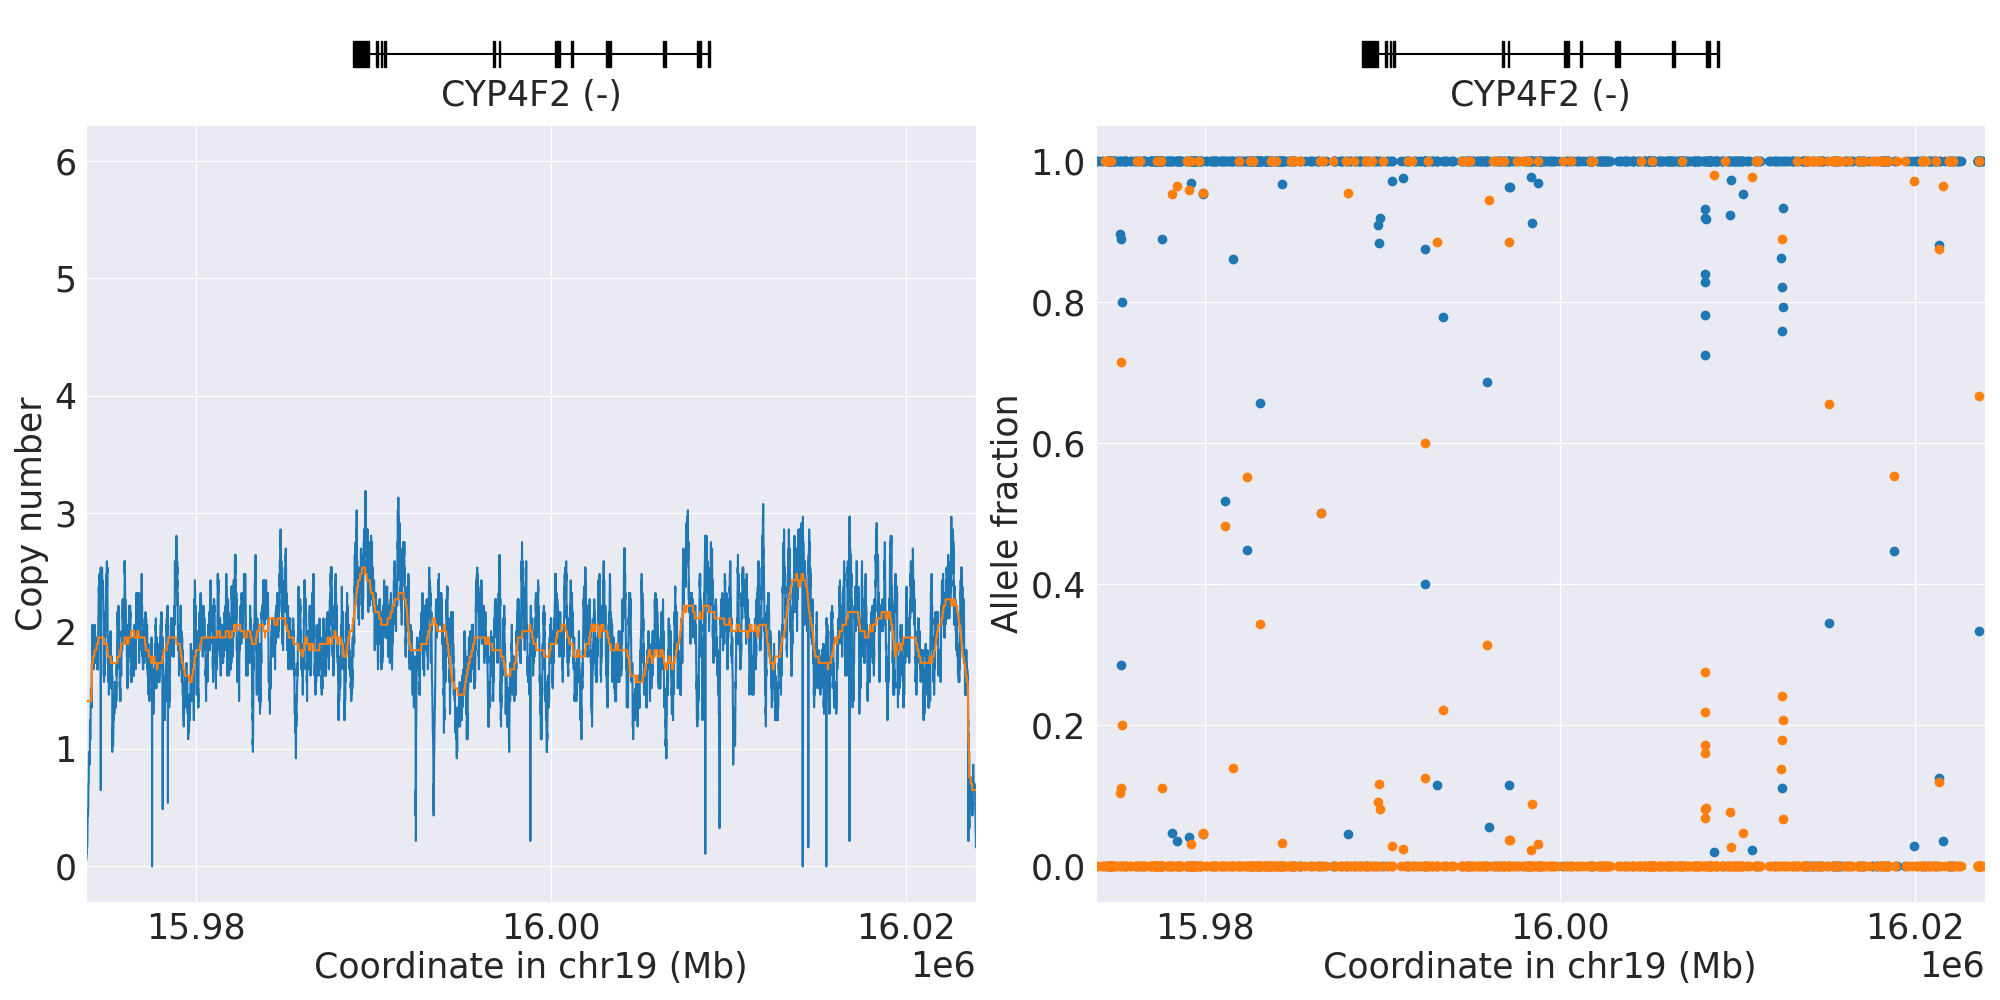 CYP4F2 (-)
6
5
4
3
2
1
0
Copy number
15.98
16.00
16.02
Coordinate in chr19 (Mb)
1e6
CYP4F2 (-)
1.0
0.8
0.6
0.4
0.2
0.0
Allele fraction
15.98
16.00
16.02
Coordinate in chr19 (Mb)
1e6